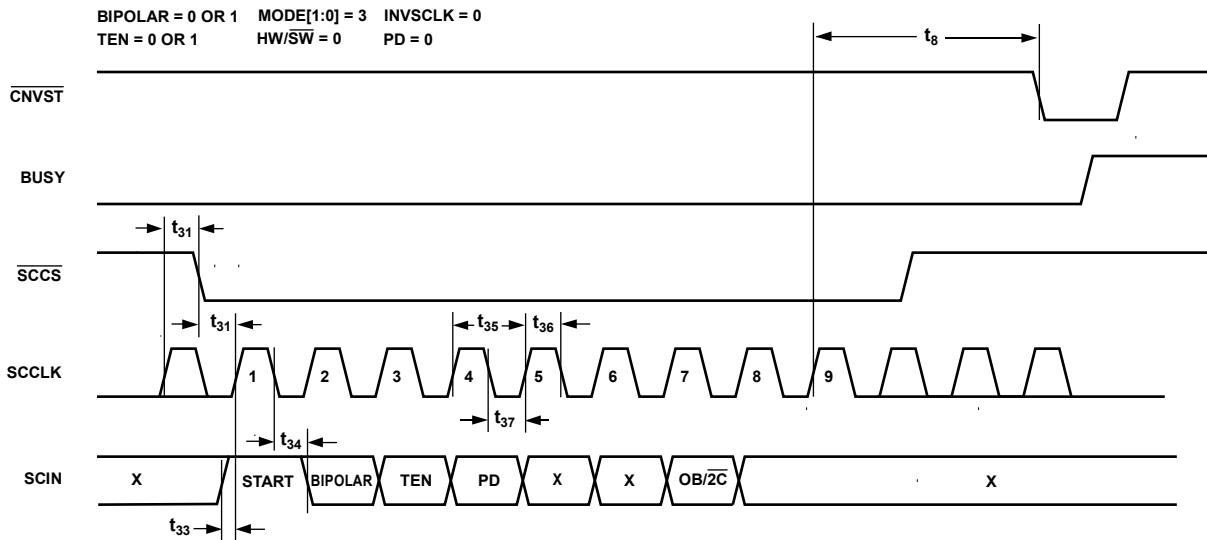 BIPOLAR = 0 OR 1 MODE[1:0] = 3 INVSCLK = 0
TEN = 0 OR 1 HW/SW = 0 PD = 0
t8
CNVST
BUSY
t31
SCCS
t31
t35
t36
SCCLK
1 2 3 4 5 6 7 8 9
t37
t34
SCIN
X START BIPOLAR TEN PD X X OB/2C X
t33